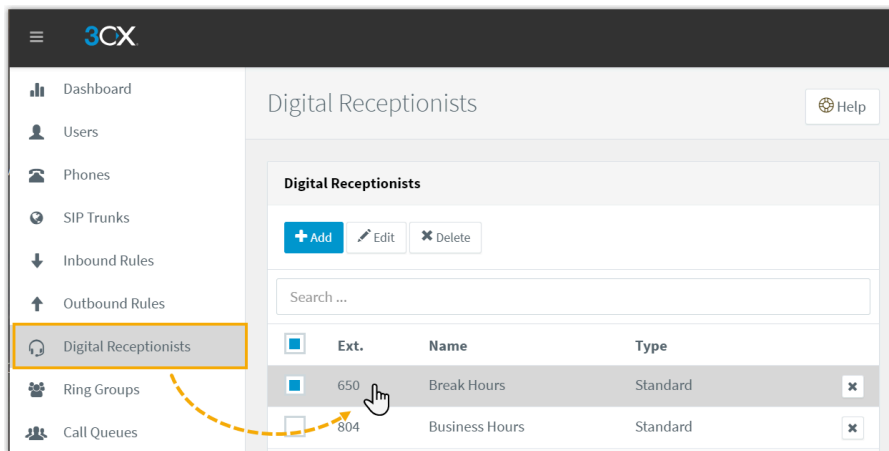 3CX
Dashboard
Users
Phones
SIP Trunks
Inbound Rules
Outbound Rules
Digital Receptionists
Ring Groups
Call Queues
Digital Receptionists
Help
Digital Receptionists
Add Edit Delete
Search ...
Ext. Name Type
650 Break Hours Standard
804 Business Hours Standard